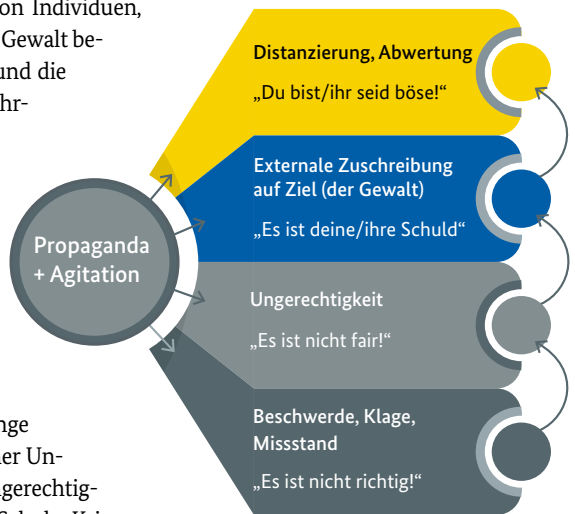 on Individuen,
Gewalt be-
und die
hr-
Distanzierung, Abwertung
„Du bist/ihr seid böse!“
Externale Zuschreibung
auf Ziel (der Gewalt)
„Es ist deine/ihre Schuld“
Propaganda
+ Agitation
Ungerechtigkeit
„Es ist nicht fair!“
Beschwerde, Klage,
Missstand
„Es ist nicht richtig!“
nge
er Un-
gerechtig-